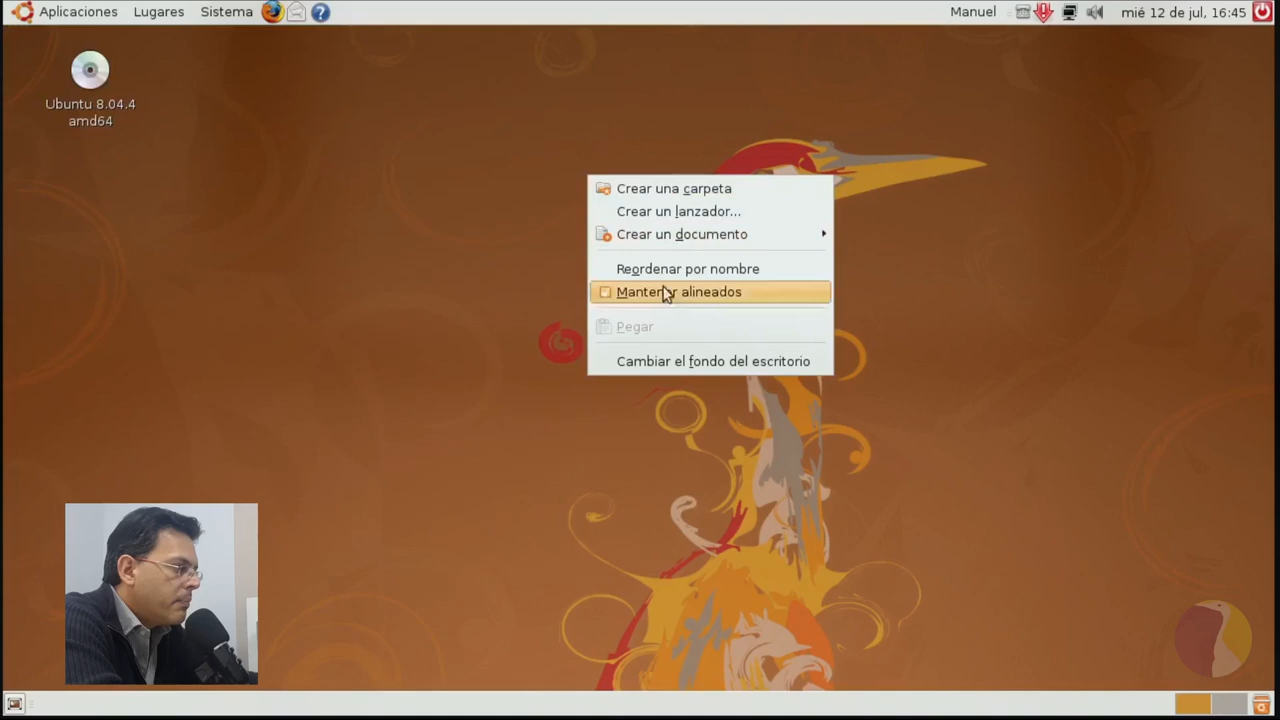 Aplicaciones Lugares Sistema Manuel mié 12 de jul, 16:45
Ubuntu 8.04.4
amd64
Crear una carpeta
Crear un lanzador...
Crear un documento
Reordenar por nombre
Mantener alineados
Pegar
Cambiar el fondo del escritorio